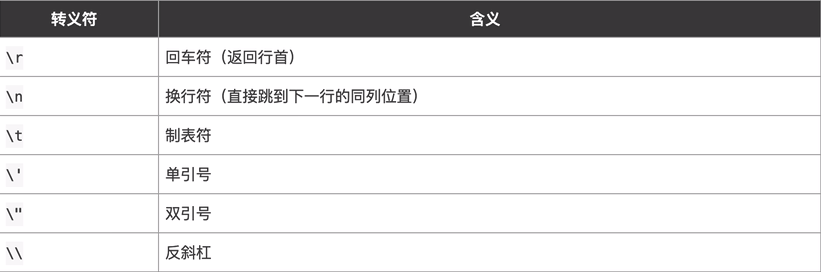 转义符 含义
\r 回车符（返回行首）
\n 换行符（直接跳到下一行的同列位置）
\t 制表符
\' 单引号
\" 双引号
\\ 反斜杠